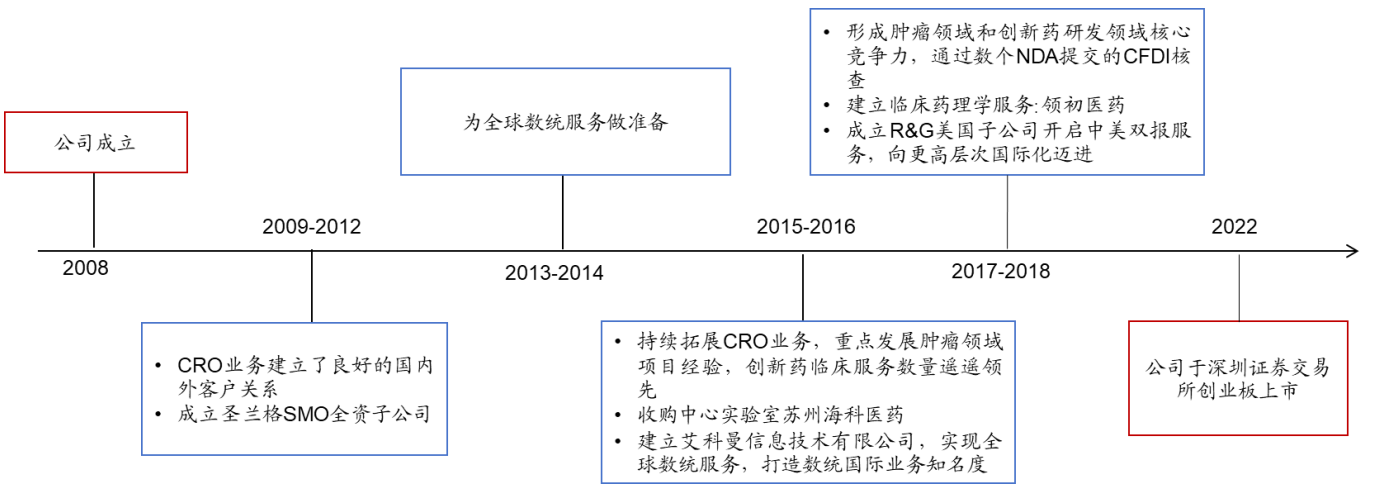 公司成立
2008
2009-2012
• CRO业务建立了良好的国内
外客户关系
• 成立圣兰格SMO全资子公司
为全球数统服务做准备
2013-2014
2015-2016
• 持续拓展CRO业务，重点发展肿瘤领域
项目经验，创新药临床服务数量遥遥领
先
• 收购中心实验室苏州海科医药
• 建立艾科曼信息技术有限公司，实现全
球数统服务，打造数统国际业务知名度
• 形成肿瘤领域和创新药研发领域核心
竞争力，通过数个NDA提交的CFDI核
查
• 建立临床药理学服务:领初医药
• 成立R&G美国子公司开启中美双报服
务，向更高层次国际化迈进
2017-2018
2022
公司于深圳证券交易
所创业板上市